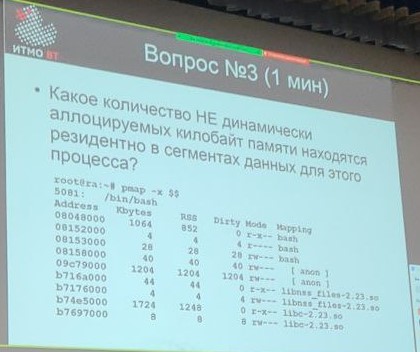 ИТМО ВТ
Вопрос №3 (1 мин)
• Какое количество НЕ динамически
аллоцируемых килобайт памяти находятся
резидентно в сегментах данных для этого
процесса?
root@ra:~# pmap -x $$
5081: /bin/bash
Address Kbytes RSS Dirty Mode Mapping
08048000 1064 852 0 r-x-- bash
08152000 4 4 4 r---- bash
08153000 28 28 28 rw--- bash
08158000 40 40 40 rw--- [ anon ]
09c79000 1204 1204 1204 rw--- [ anon ]
b716a000 44 44 0 r-x-- libnss_files-2.23.so
b7176000 4 4 4 rw--- libnss_files-2.23.so
b74e5000 1724 1248 0 r-x-- libc-2.23.so
b7697000 8 8 8 rw--- libc-2.23.so